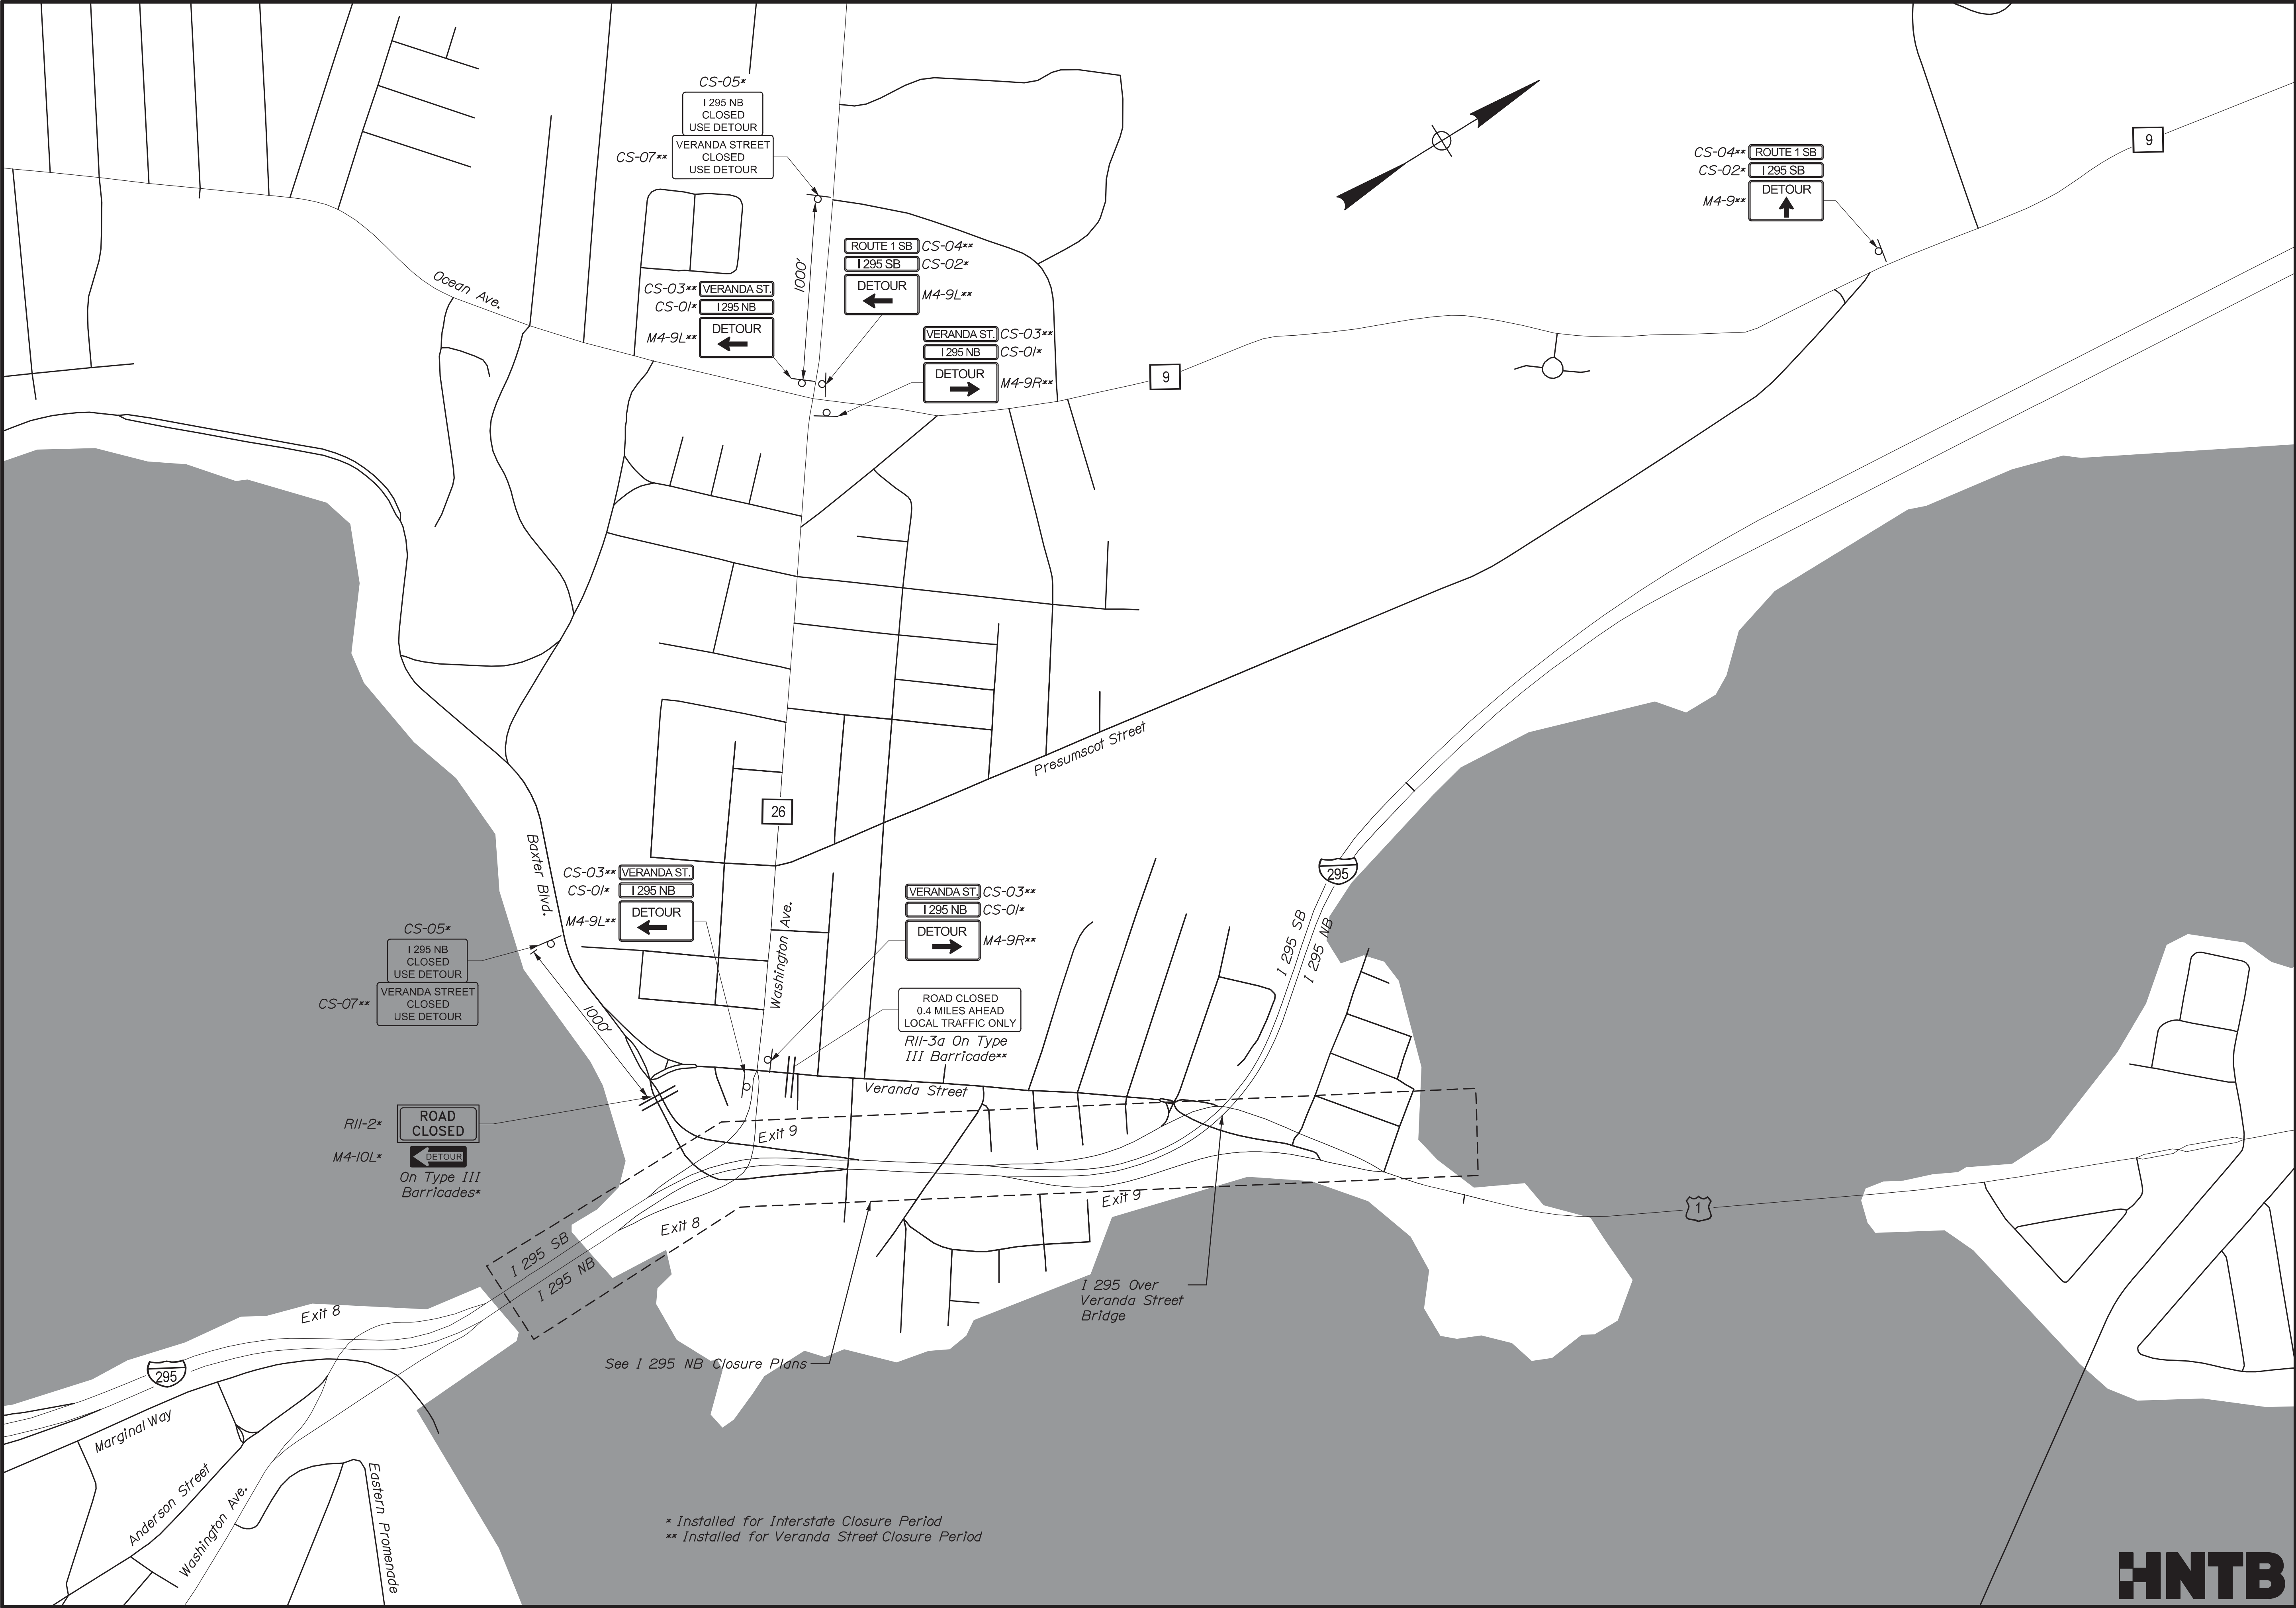 CS-05*
I 295 NB
CLOSED
USE DETOUR
CS-07**
VERANDA STREET
CLOSED
USE DETOUR
9
CS-04** ROUTE 1 SB
CS-02* I 295 SB
M4-9**
DETOUR
1000'
ROUTE 1 SB CS-04**
I 295 SB CS-02*
DETOUR
M4-9L**
Ocean Ave.
CS-03** VERANDA ST.
CS-01* I 295 NB
M4-9L**
DETOUR
VERANDA ST. CS-03**
I 295 NB CS-01*
DETOUR
M4-9R**
9
Presumscot Street
26
Baxter Blvd.
CS-03** VERANDA ST.
CS-01* I 295 NB
M4-9L**
DETOUR
Washington Ave.
VERANDA ST. CS-03**
I 295 NB CS-01*
DETOUR
M4-9R**
295
I 295 SB
I 295 NB
CS-05*
I 295 NB
CLOSED
USE DETOUR
CS-07**
VERANDA STREET
CLOSED
USE DETOUR
1000'
ROAD CLOSED
0.4 MILES AHEAD
LOCAL TRAFFIC ONLY
R11-3a On Type
III Barricade**
Veranda Street
R11-2*
ROAD
CLOSED
M4-10L*
DETOUR
On Type III
Barricades*
Exit 9
Exit 9
1
Exit 8
I 295 SB
I 295 NB
I 295 Over
Veranda Street
Bridge
Exit 8
See I 295 NB Closure Plans
295
Marginal Way
Anderson Street
Washington Ave.
Eastern Promenade
* Installed for Interstate Closure Period
** Installed for Veranda Street Closure Period
HNTB